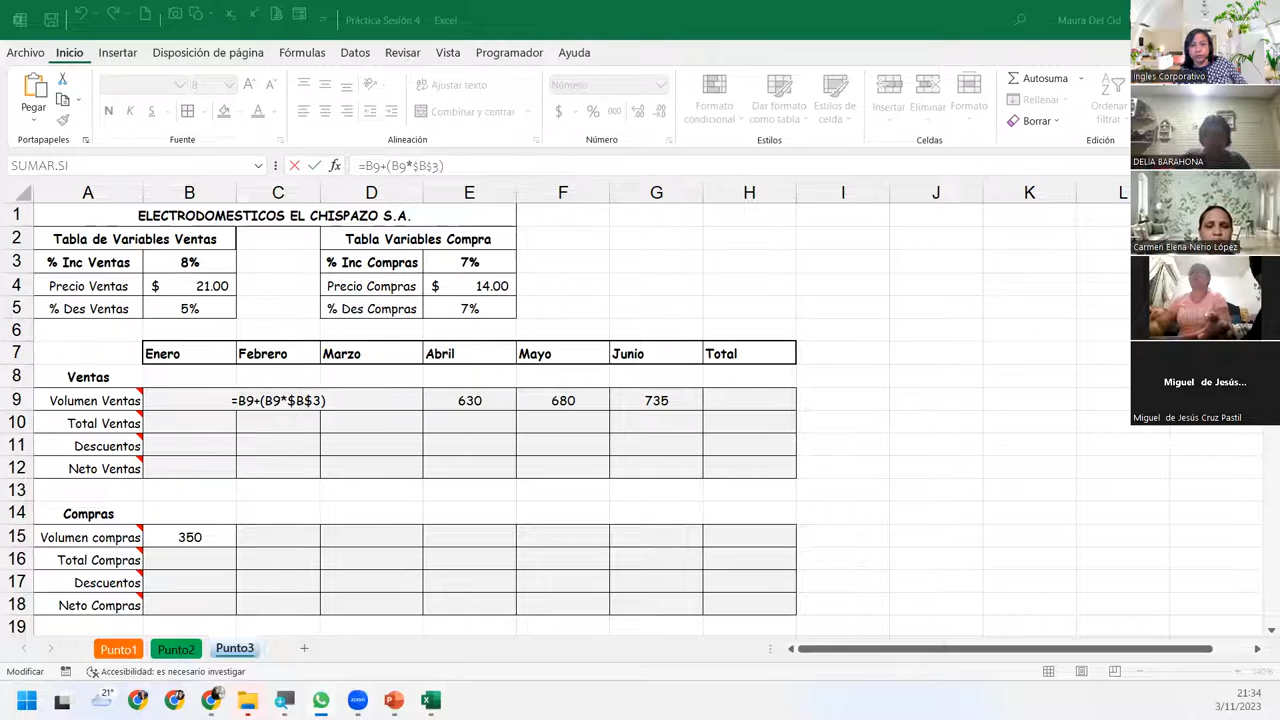 Práctica Sesión 4 - Excel
Maura Del Cid
Archivo Inicio Insertar Disposición de página Fórmulas Datos Revisar Vista Programador Ayuda
Pegar
Portapapeles
N K S
Fuente
Combinar y centrar
Alineación
Número
$ % 000
Número
Formato condicional
Dar formato como tabla
Estilos de celda
Estilos
Insertar
Eliminar
Formato
Celdas
Autosuma
Rellenar
Borrar
Ordenar
Edición
SUMAR.SI
fx
=B9+(B9*$B$3)
A B C D E F G H I J K L
1 ELECTRODOMESTICOS EL CHISPAZO S.A.
2 Tabla de Variables Ventas Tabla Variables Compra
3 % Inc Ventas 8% % Inc Compras 7%
4 Precio Ventas $ 21.00 Precio Compras $ 14.00
5 % Des Ventas 5% % Des Compras 7%
6
7 Enero Febrero Marzo Abril Mayo Junio Total
8 Ventas
9 Volumen Ventas =B9+(B9*$B$3) 630 680 735
10 Total Ventas
11 Descuentos
12 Neto Ventas
13
14 Compras
15 Volumen compras 350
16 Total Compras
17 Descuentos
18 Neto Compras
19
Punto1 Punto2 Punto3
Modificar
Accesibilidad: es necesario investigar
140%
21°
zoom
21:34
3/11/2023
Ingles Corporativo
DELIA BARAHONA
Carmen Elena Nerio López
Miguel de Jesús...
Miguel de Jesús Cruz Pastil